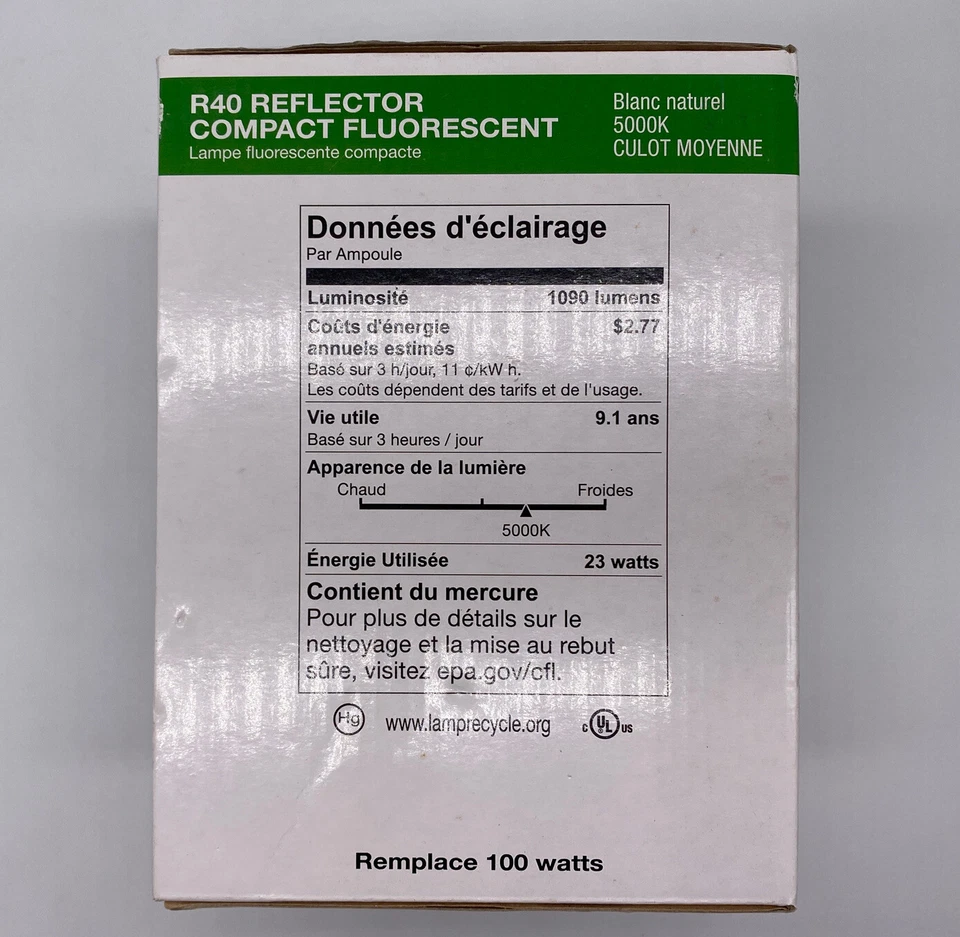 R40 REFLECTOR
COMPACT FLUORESCENT
Lampe fluorescente compacte
Blanc naturel
5000K
CULOT MOYENNE
Données d'éclairage
Par Ampoule
Luminosité 1090 lumens
Coûts d'énergie $2.77
annuels estimés
Basé sur 3 h/jour, 11 ¢/kW h.
Les coûts dépendent des tarifs et de l'usage.
Vie utile 9.1 ans
Basé sur 3 heures / jour
Apparence de la lumière
Chaud Froides
5000K
Énergie Utilisée 23 watts
Contient du mercure
Pour plus de détails sur le
nettoyage et la mise au rebut
sûre, visitez epa.gov/cfl.
Hg www.lamprecycle.org c UL US
Remplace 100 watts